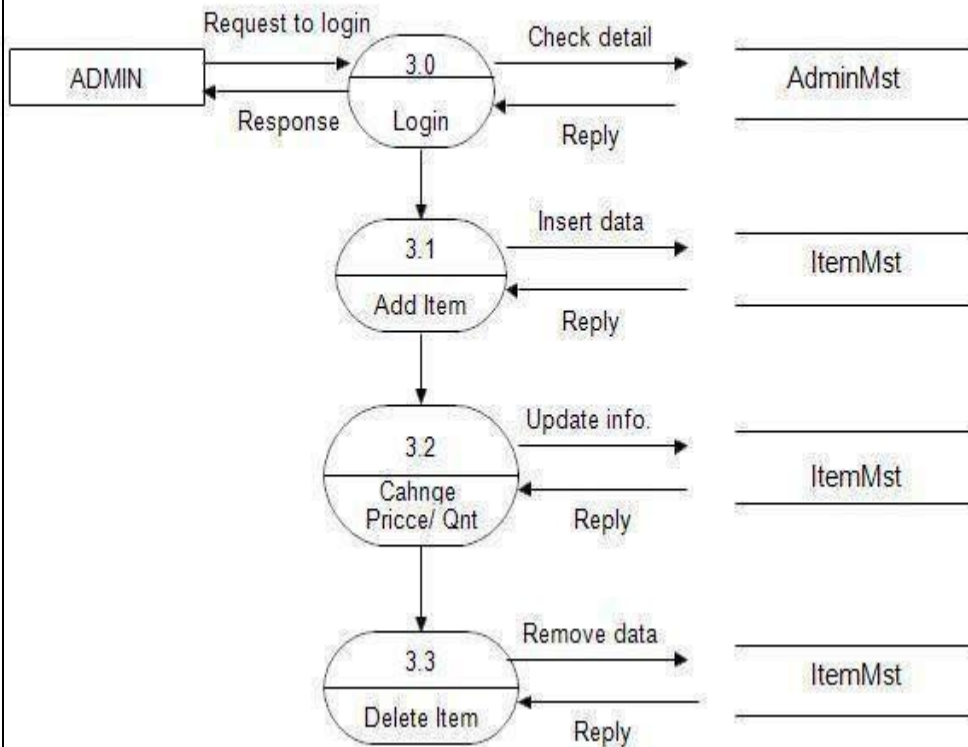 Request to login
Check detail
ADMIN
3.0
AdminMst
Response
Login
Reply
Insert data
3.1
ItemMst
Add Item
Reply
Update info.
3.2
ItemMst
Cahnge
Pricce/ Qnt
Reply
Remove data
3.3
ItemMst
Delete Item
Reply